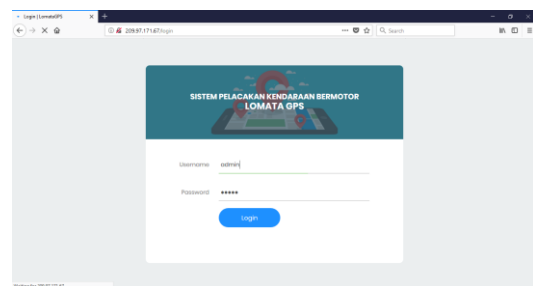 Login | LomataGPS
209.97.171.67/login
Search
SISTEM PELACAKAN KENDARAAN BERMOTOR
LOMATA GPS
Username admin
Password •••••
Login